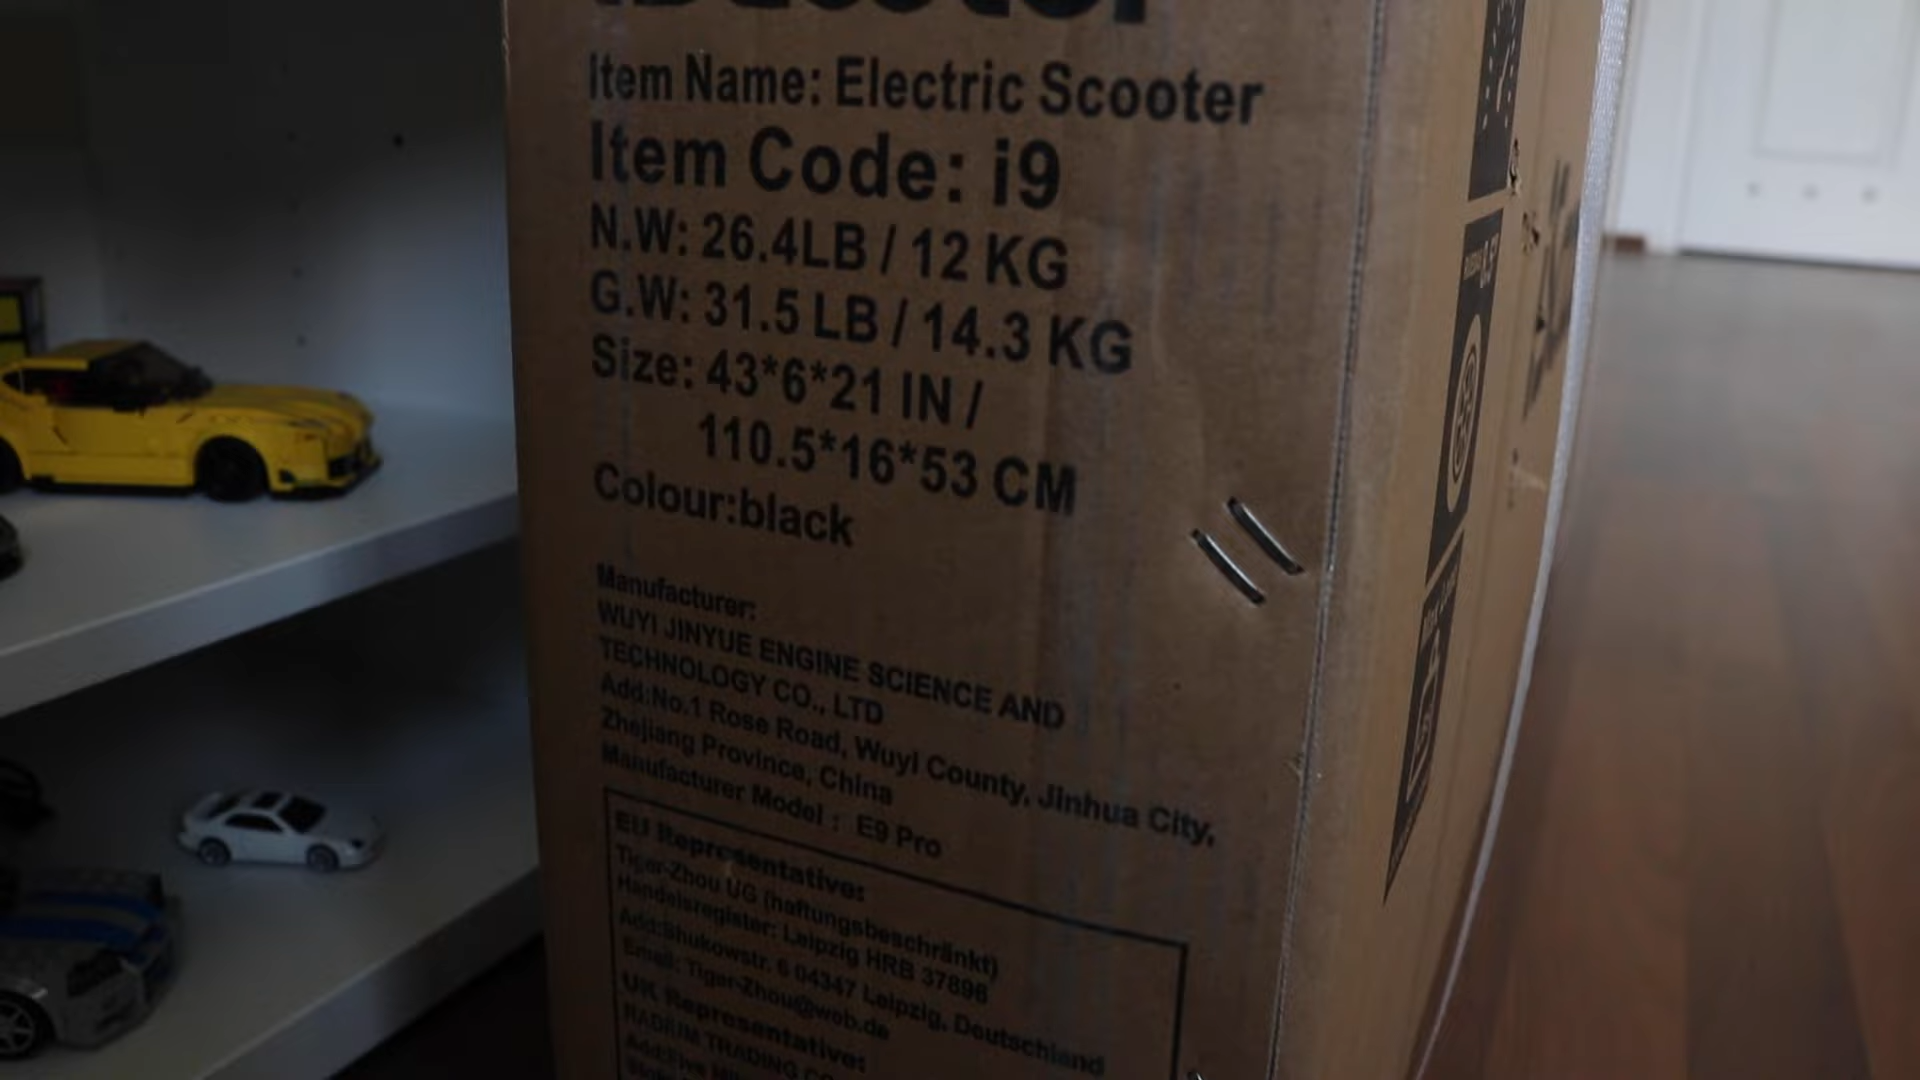 Item Name: Electric Scooter
Item Code: i9
N.W: 26.4LB / 12 KG
G.W: 31.5 LB / 14.3 KG
Size: 43*6*21 IN /
110.5*16*53 CM
Colour:black
Manufacturer:
WUYI JINYUE ENGINE SCIENCE AND
TECHNOLOGY CO., LTD
Add:No.1 Rose Road, Wuyi County, Jinhua City,
Zhejiang Province, China
Manufacturer Model : E9 Pro
EU Representative:
Tiger-Zhou UG (haftungsbeschränkt)
Handelsregister: Leipzig HRB 37896
Add:Shukowstr. 6 04347 Leipzig, Deutschland
Email: Tiger-Zhou@web.de
UK Representative:
RADIUM TRADING